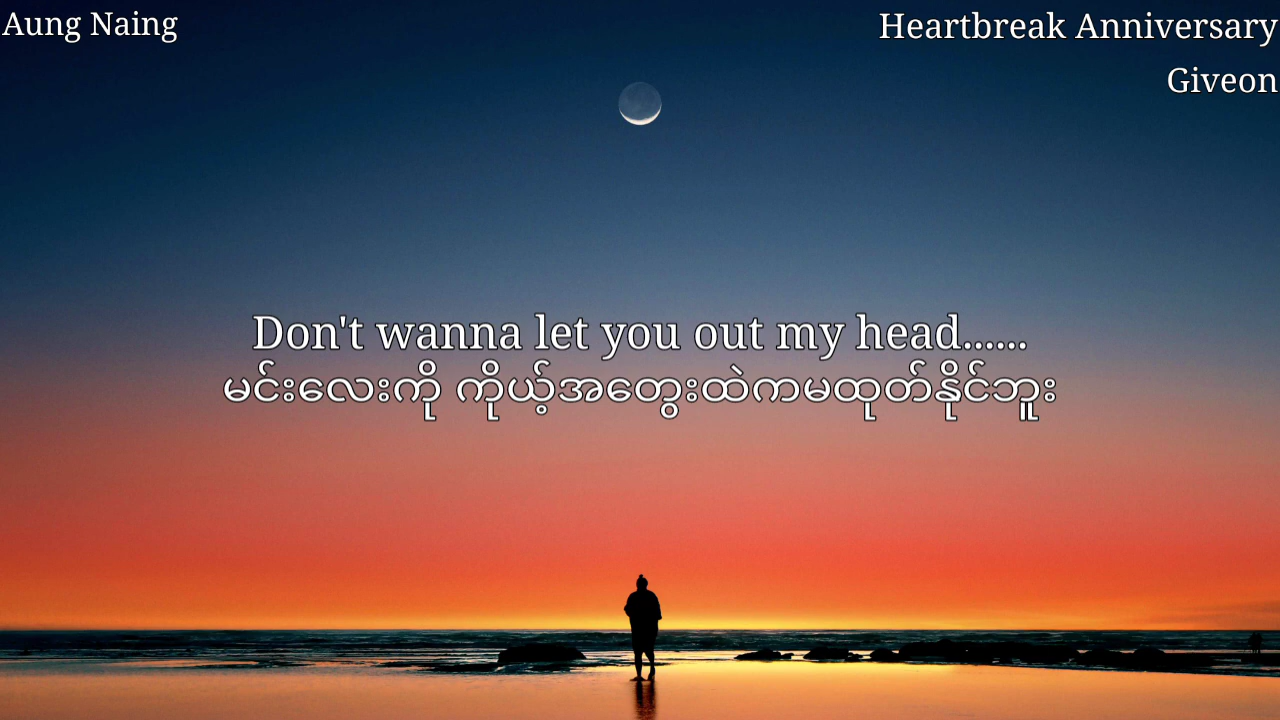 Aung Naing
Heartbreak Anniversary
Giveon
Don't wanna let you out my head......
မင်းလေးကို ကိုယ့်အတွေးထဲကမထုတ်နိုင်ဘူး